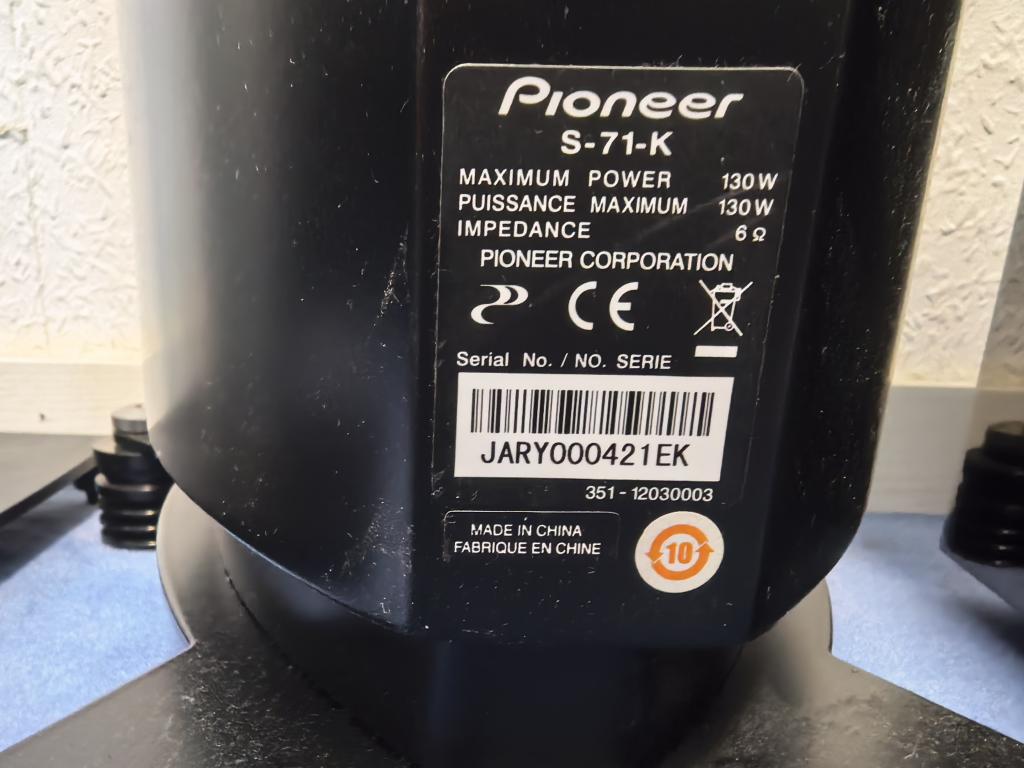 Pioneer
S-71-K
MAXIMUM POWER 130 W
PUISSANCE MAXIMUM 130 W
IMPEDANCE 6 Ω
PIONEER CORPORATION
CE
Serial No. / NO. SERIE
JARY000421EK
351 - 12030003
MADE IN CHINA
FABRIQUE EN CHINE
10